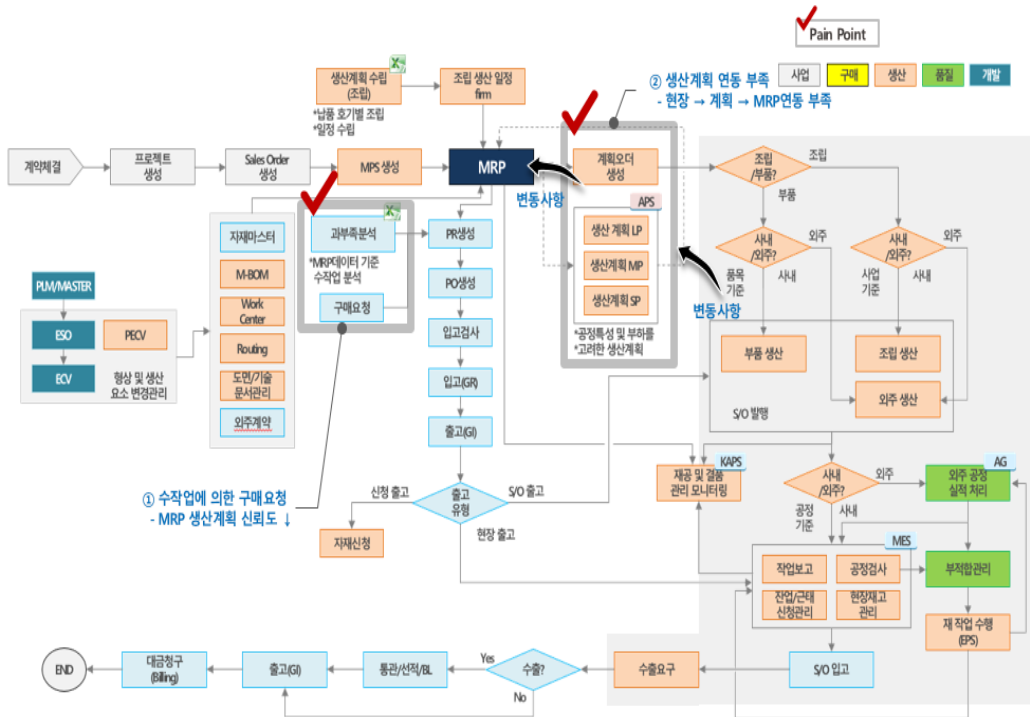 Pain Point
사업
구매
생산
품질
개발
② 생산계획 연동 부족
- 현장 → 계획 → MRP연동 부족
생산계획 수립
(조립)
*납품 호기별 조립
*일정 수립
조립 생산 일정
firm
계약체결
프로젝트
생성
Sales Order
생성
MPS 생성
MRP
변동사항
계획오더
생성
APS
생산 계획 LP
생산계획 MP
생산계획 SP
*공정특성 및 부하율
*고려한 생산계획
변동사항
조립
/부품?
조립
부품
사내
/외주?
외주
품목
기준
사내
사내
/외주?
외주
사업
기준
사내
부품 생산
조립 생산
외주 생산
S/O 발행
자재마스터
M-BOM
Work
Center
Routing
도면/기술
문서관리
외주계약
PLM/MASTER
ESO
PECV
ECV
형상 및 생산
요소 변경관리
과부족분석
*MRP데이터 기준
수작업 분석
구매요청
PR생성
PO생성
입고검사
입고(GR)
출고(GI)
출고
유형
신청 출고
S/O 출고
현장 출고
자재신청
① 수작업에 의한 구매요청
- MRP 생산계획 신뢰도 ↓
KAPS
재공 및 결품
관리 모니터링
사내
/외주?
외주
공정
기준
사내
AG
외주 공정
실적 처리
MES
작업보고
공정검사
잔업/근태
신청관리
현장재고
관리
부적합관리
재 작업 수행
(EPS)
END
대금청구
(Billing)
출고(GI)
통관/선적/BL
Yes
수출?
No
수출요구
S/O 입고